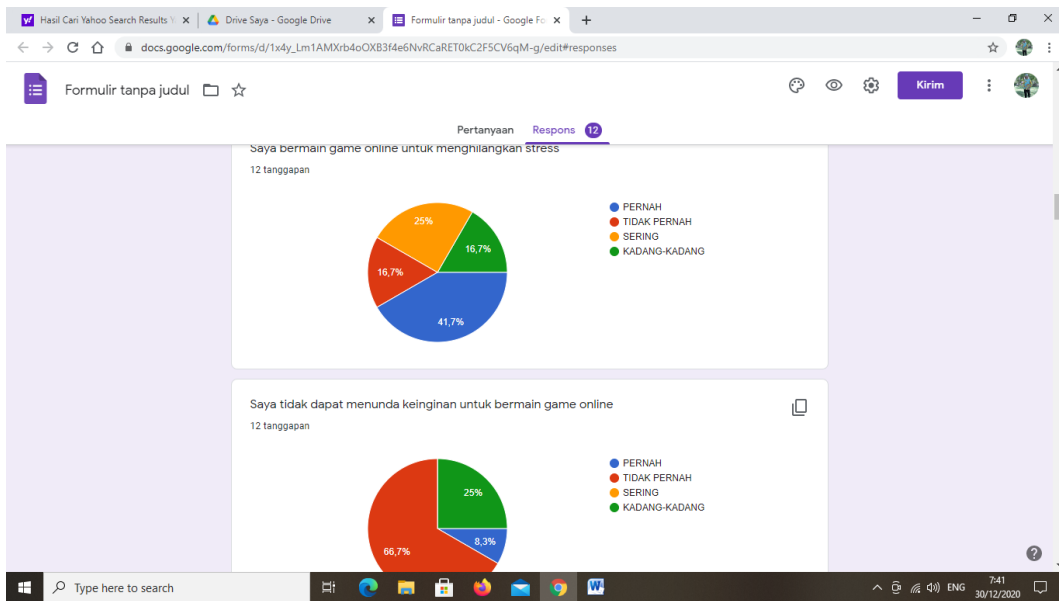 Hasil Cari Yahoo Search Results Y
Drive Saya - Google Drive
Formulir tanpa judul - Google Fo
docs.google.com/forms/d/1x4y_Lm1AMXrb4oOXB3f4e6NvRCaRET0kC2F5CV6qM-g/edit#responses
Formulir tanpa judul
Kirim
Pertanyaan
Respons 12
Saya bermain game online untuk menghilangkan stress
12 tanggapan
25%
16,7%
16,7%
41,7%
PERNAH
TIDAK PERNAH
SERING
KADANG-KADANG
Saya tidak dapat menunda keinginan untuk bermain game online
12 tanggapan
25%
8,3%
66,7%
PERNAH
TIDAK PERNAH
SERING
KADANG-KADANG
Type here to search
ENG
7:41
30/12/2020